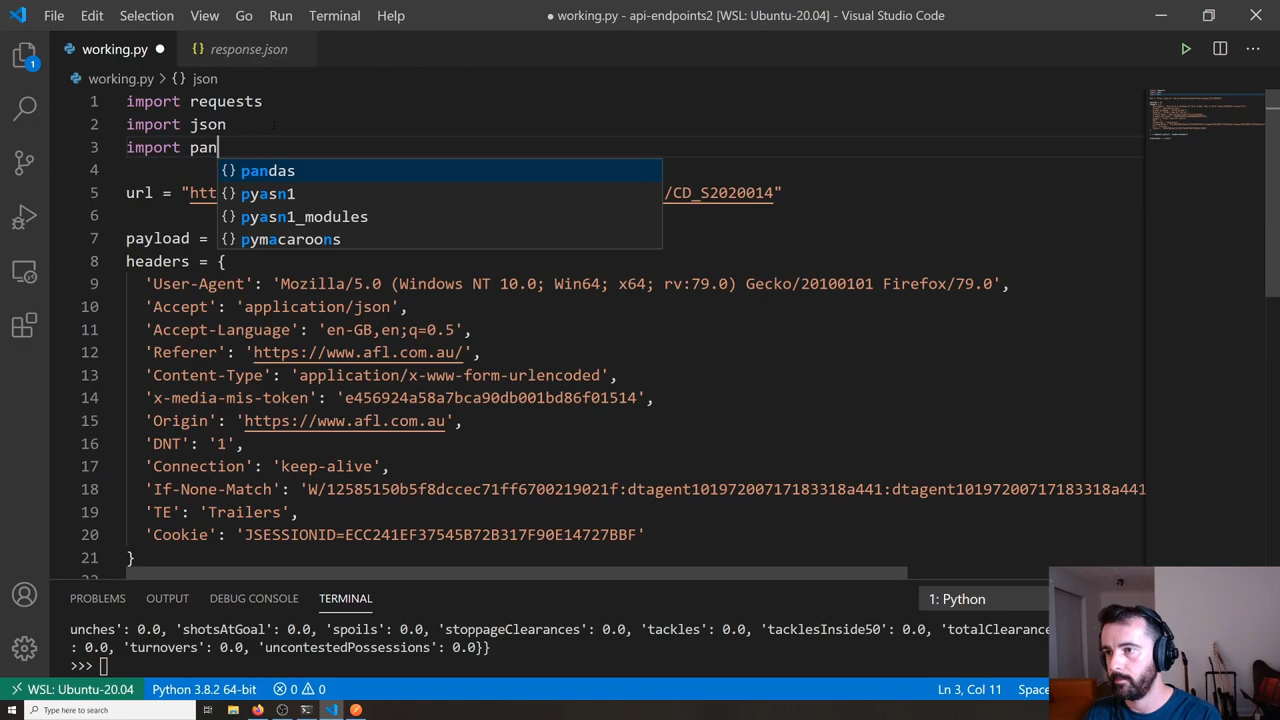 File Edit Selection View Go Run Terminal Help
● working.py - api-endpoints2 [WSL: Ubuntu-20.04] - Visual Studio Code
working.py ● {} response.json
working.py > {} json
1 import requests
2 import json
3 import pan
4
{} pandas
5 url = "htt /CD_S2020014"
{} pyasn1
6
{} pyasn1_modules
7 payload =
{} pymacaroons
8 headers = {
9 'User-Agent': 'Mozilla/5.0 (Windows NT 10.0; Win64; x64; rv:79.0) Gecko/20100101 Firefox/79.0',
10 'Accept': 'application/json',
11 'Accept-Language': 'en-GB,en;q=0.5',
12 'Referer': 'https://www.afl.com.au/',
13 'Content-Type': 'application/x-www-form-urlencoded',
14 'x-media-mis-token': 'e456924a58a7bca90db001bd86f01514',
15 'Origin': 'https://www.afl.com.au',
16 'DNT': '1',
17 'Connection': 'keep-alive',
18 'If-None-Match': 'W/12585150b5f8dccec71ff6700219021f:dtagent10197200717183318a441:dtagent10197200717183318a441
19 'TE': 'Trailers',
20 'Cookie': 'JSESSIONID=ECC241EF37545B72B317F90E14727BBF'
21 }
PROBLEMS OUTPUT DEBUG CONSOLE TERMINAL 1: Python
unches': 0.0, 'shotsAtGoal': 0.0, 'spoils': 0.0, 'stoppageClearances': 0.0, 'tackles': 0.0, 'tacklesInside50': 0.0, 'totalClearance
: 0.0, 'turnovers': 0.0, 'uncontestedPossessions': 0.0}}
>>>
WSL: Ubuntu-20.04 Python 3.8.2 64-bit 0 0 Ln 3, Col 11 Space
Type here to search